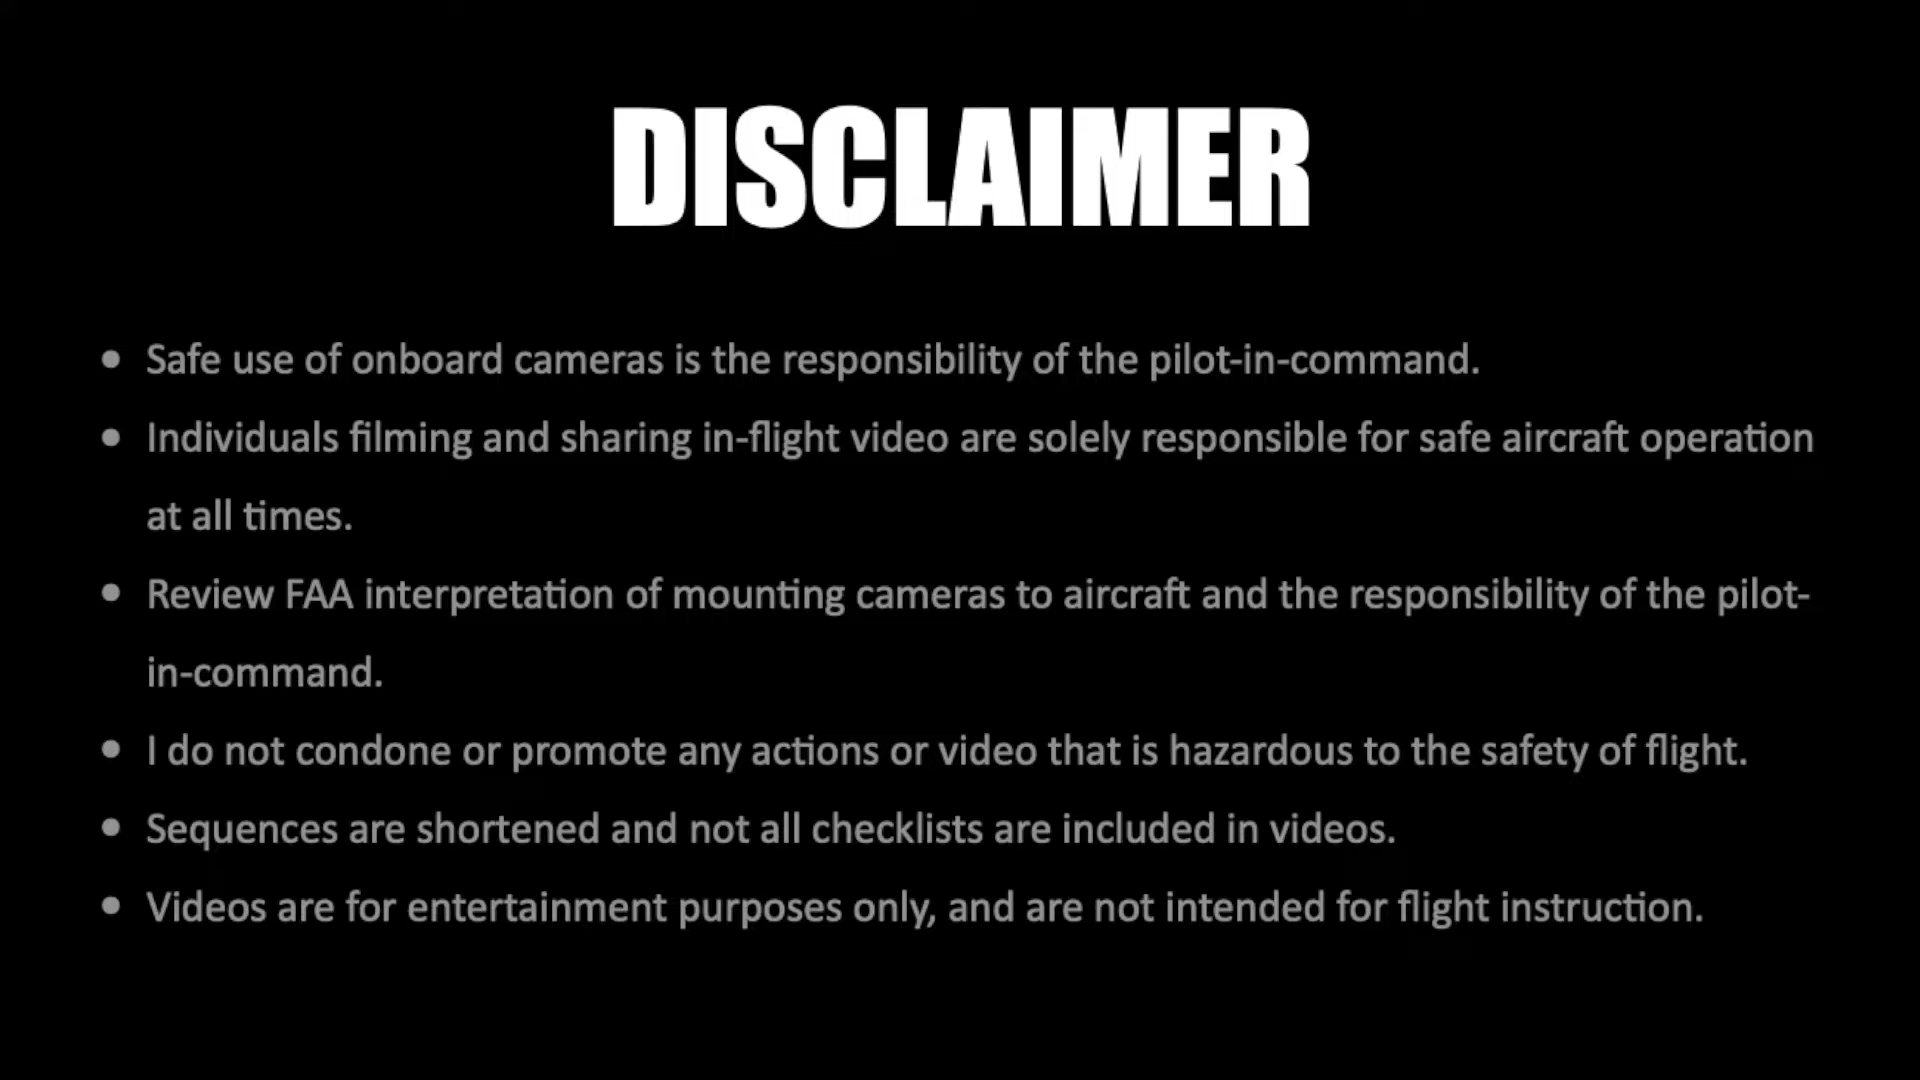 DISCLAIMER
• Safe use of onboard cameras is the responsibility of the pilot-in-command.
• Individuals filming and sharing in-flight video are solely responsible for safe aircraft operation
at all times.
• Review FAA interpretation of mounting cameras to aircraft and the responsibility of the pilot-
in-command.
• I do not condone or promote any actions or video that is hazardous to the safety of flight.
• Sequences are shortened and not all checklists are included in videos.
• Videos are for entertainment purposes only, and are not intended for flight instruction.